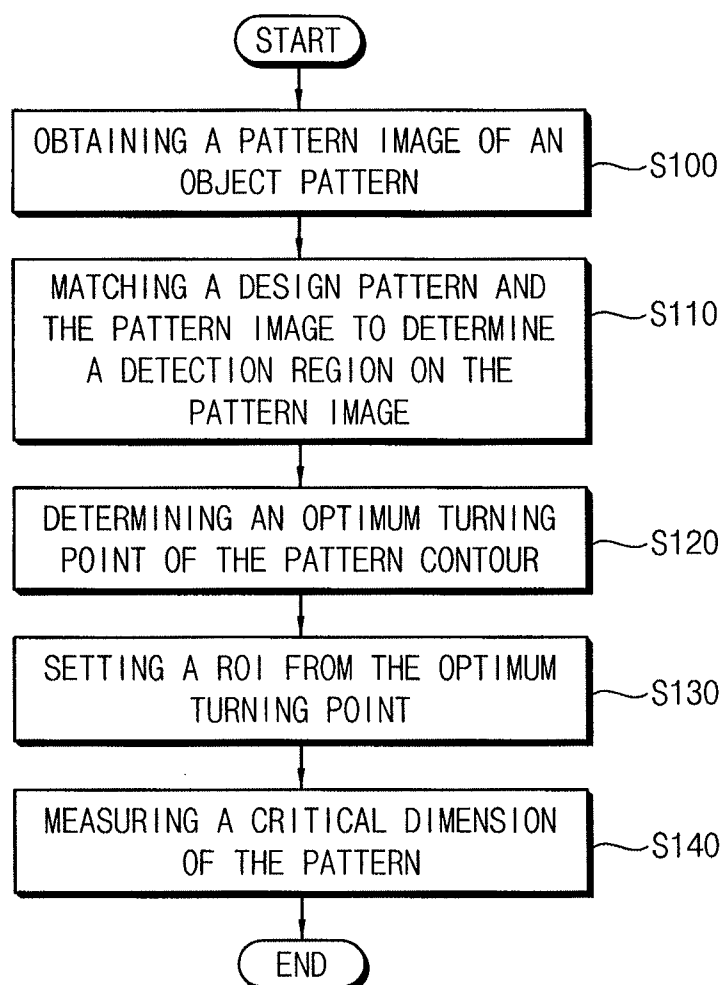 START
OBTAINING A PATTERN IMAGE OF AN
OBJECT PATTERN
S100
MATCHING A DESIGN PATTERN AND
THE PATTERN IMAGE TO DETERMINE
A DETECTION REGION ON THE
PATTERN IMAGE
S110
DETERMINING AN OPTIMUM TURNING
POINT OF THE PATTERN CONTOUR
S120
SETTING A ROI FROM THE OPTIMUM
TURNING POINT
S130
MEASURING A CRITICAL DIMENSION
OF THE PATTERN
S140
END